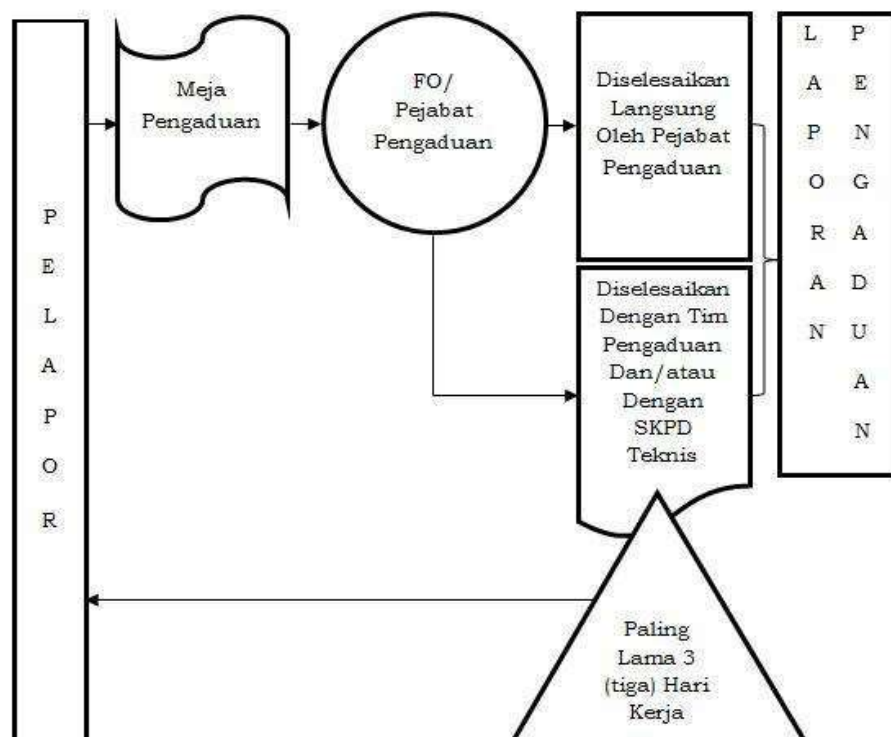 PELAPOR
Meja
Pengaduan
FO/
Pejabat
Pengaduan
Diselesaikan
Langsung
Oleh Pejabat
Pengaduan
Diselesaikan
Dengan Tim
Pengaduan
Dan/atau
Dengan
SKPD
Teknis
LAPORAN
PENGADUAN
Paling
Lama 3
(tiga) Hari
Kerja